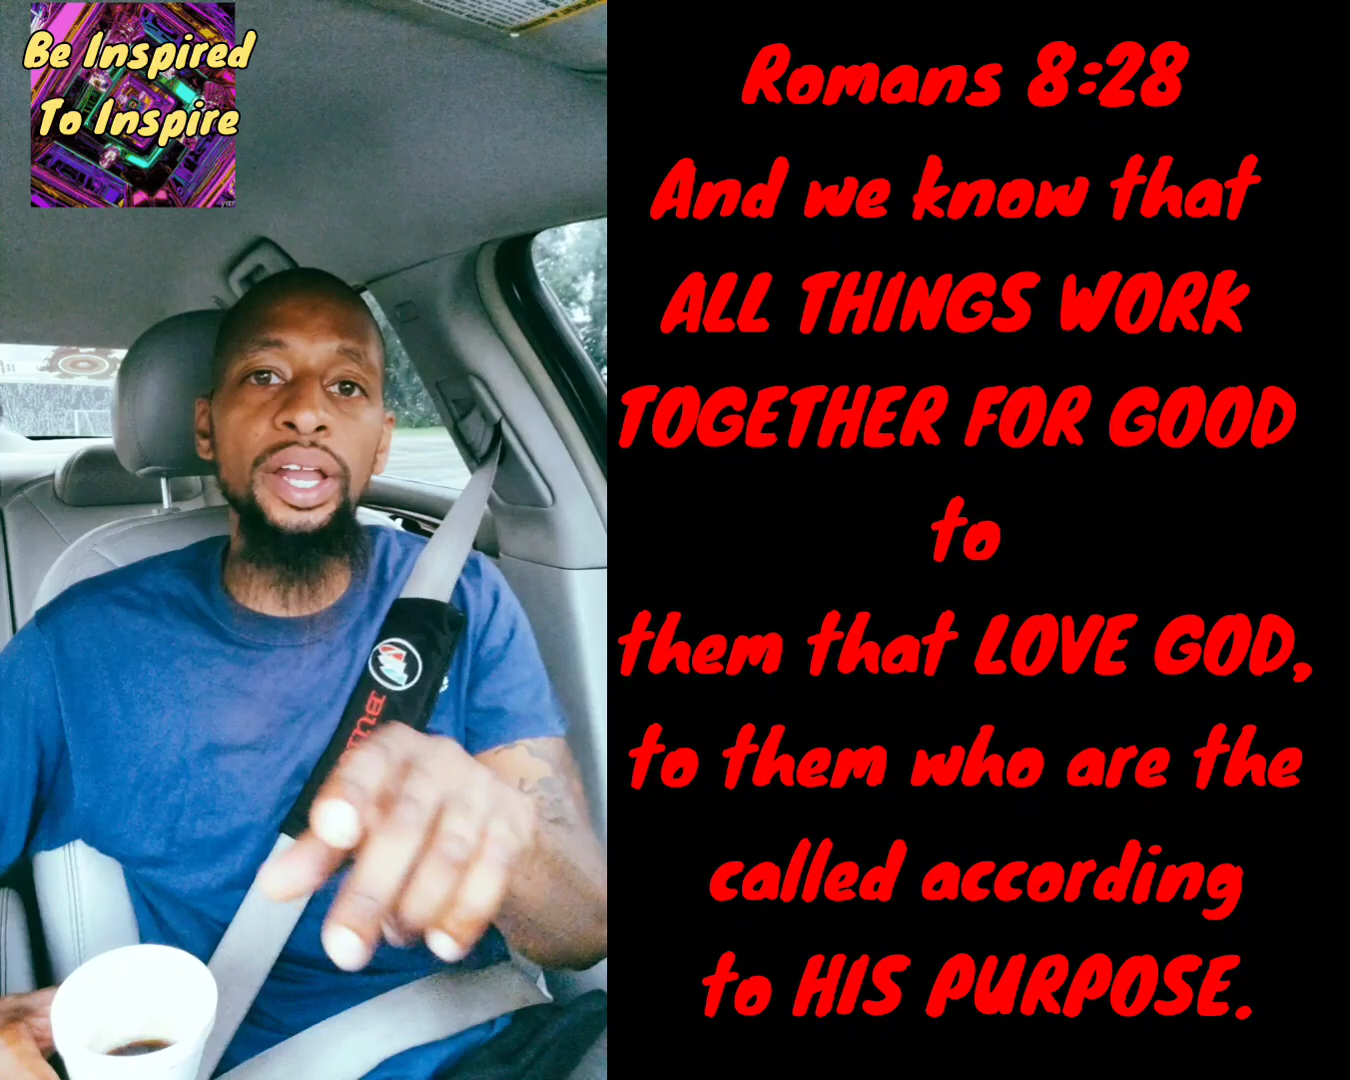 Be Inspired
To Inspire
Romans 8:28
And we know that
ALL THINGS WORK
TOGETHER FOR GOOD
to
them that LOVE GOD,
to them who are the
called according
to HIS PURPOSE.